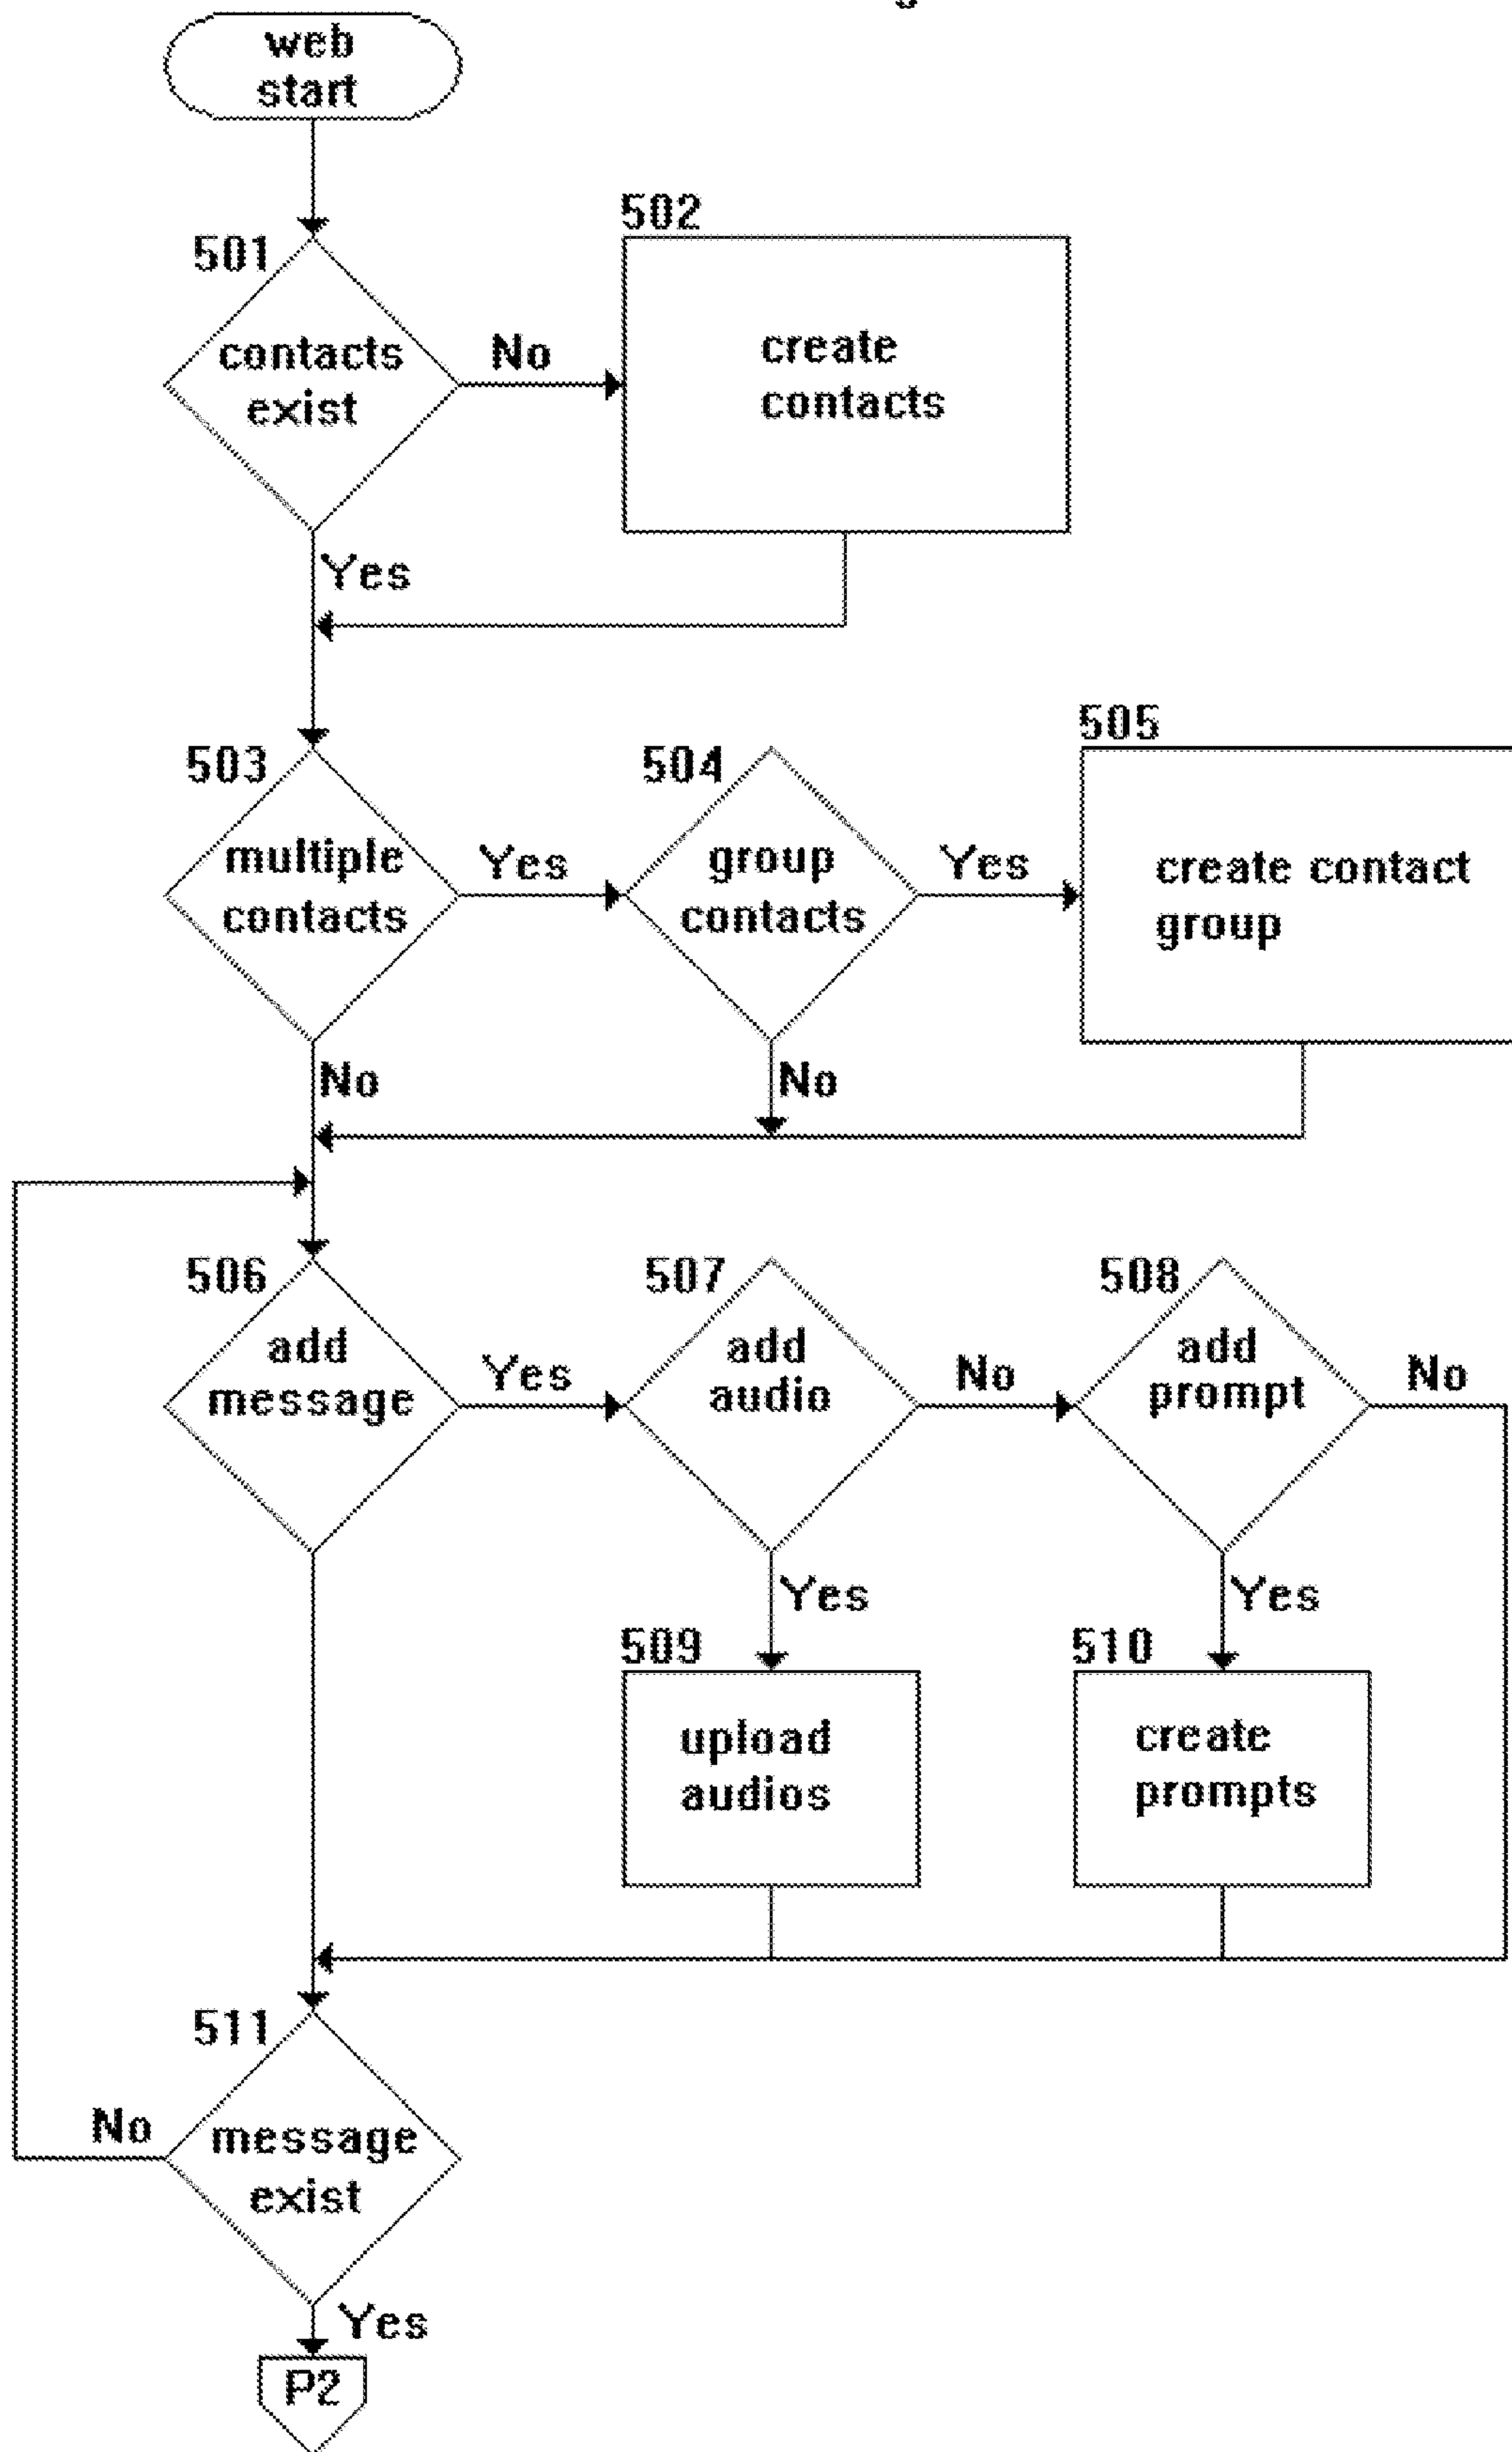 web
start
501
contacts
exist
No
502
create
contacts
Yes
503
multiple
contacts
Yes
504
group
contacts
Yes
505
create contact
group
No
No
506
add
message
Yes
507
add
audio
No
508
add
prompt
No
Yes
Yes
509
upload
audios
510
create
prompts
511
message
exist
No
Yes
P2